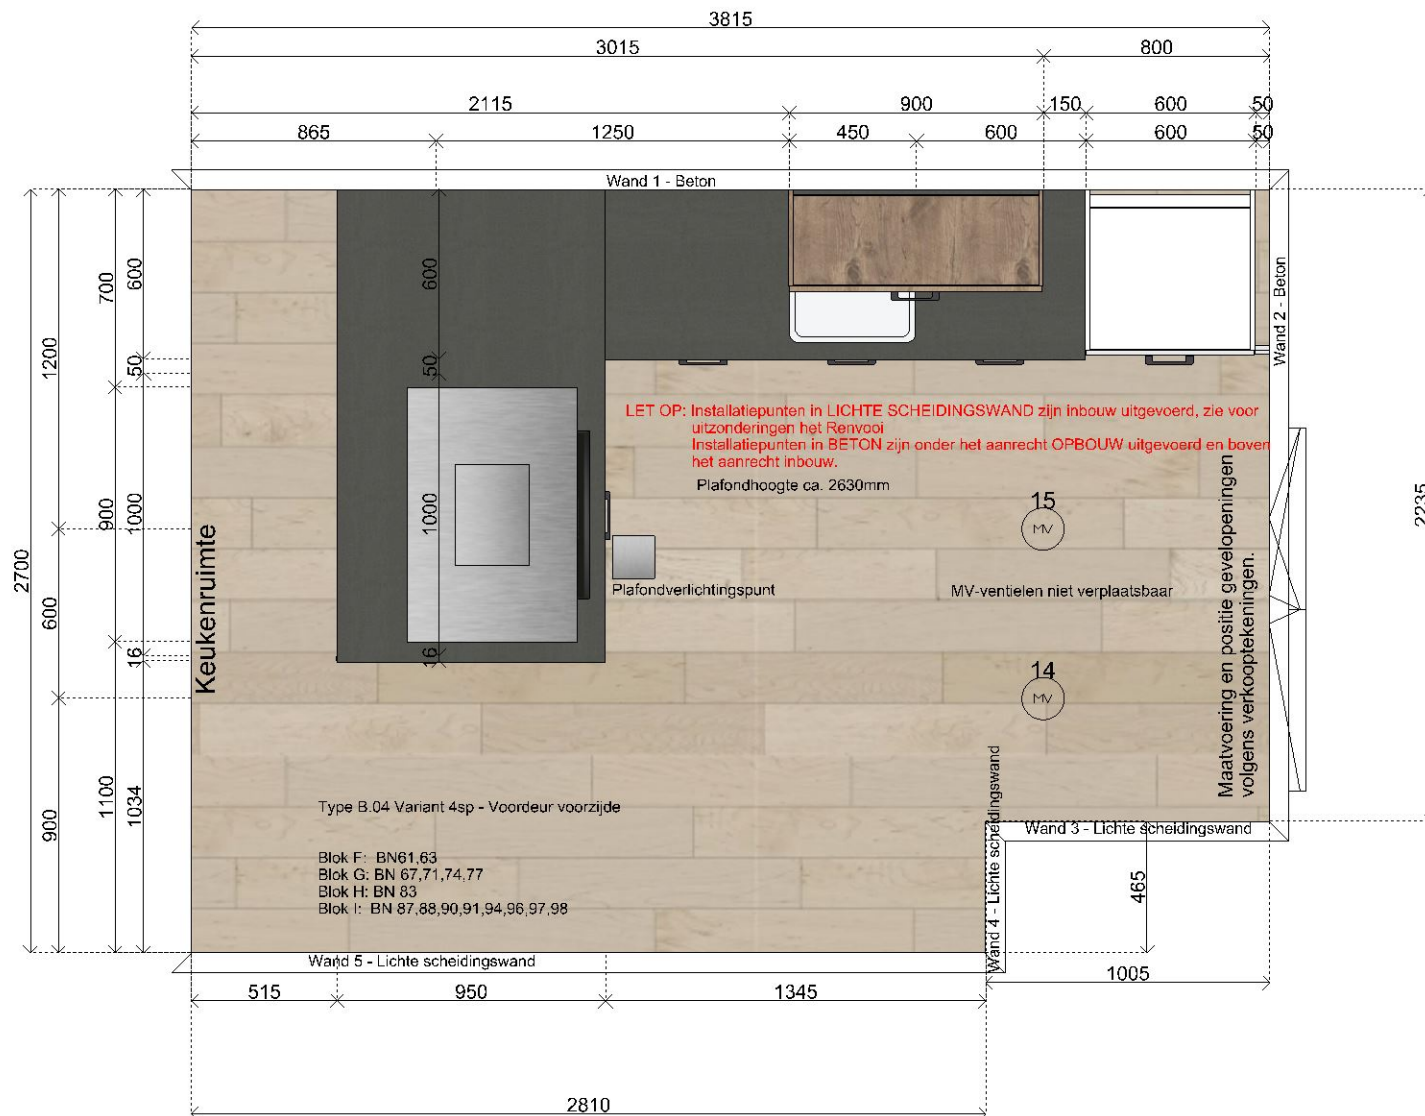 3815
3015 800
2115 900 150 600 50
865 1250 450 600 600 50
Wand 1 - Beton
Wand 2 - Beton
2700
1200
600
900
700
900
1100
600
50
1000
16
1034
600
50
1000
16
2235
LET OP: Installatiepunten in LICHTE SCHEIDINGSWAND zijn inbouw uitgevoerd, zie voor
uitzonderingen het Renvooi
Installatiepunten in BETON zijn onder het aanrecht OPBOUW uitgevoerd en boven
het aanrecht inbouw.
Plafondhoogte ca. 2630mm
15
MV
Plafondverlichtingspunt
MV-ventielen niet verplaatsbaar
14
MV
Keukenruimte
Maatvoering en positie gevelopeningen
volgens verkooptekeningen.
Type B.04 Variant 4sp - Voordeur voorzijde
Blok F: BN61,63
Blok G: BN 67,71,74,77
Blok H: BN 83
Blok I: BN 87,88,90,91,94,96,97,98
Wand 3 - Lichte scheidingswand
Wand 4 - Lichte scheidingswand
465
Wand 5 - Lichte scheidingswand
1005
515 950 1345
2810